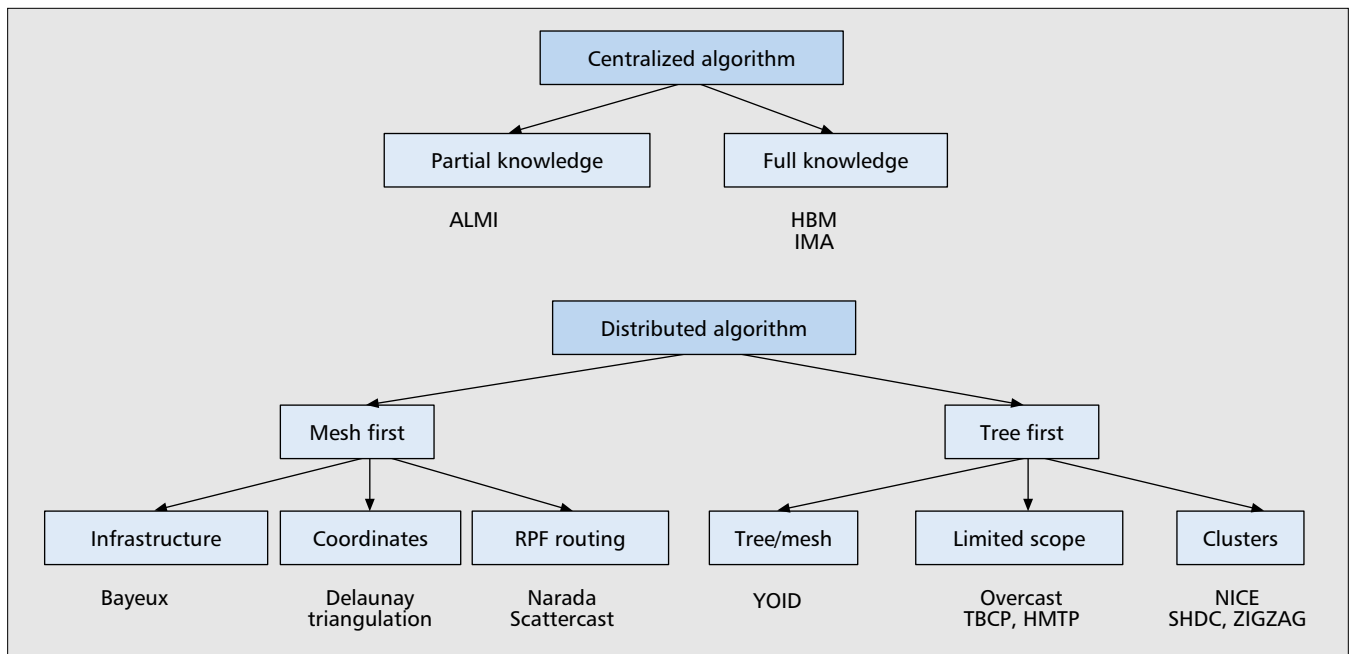 Centralized algorithm
Partial knowledge
Full knowledge
ALMI
HBM
IMA
Distributed algorithm
Mesh first
Tree first
Infrastructure
Coordinates
RPF routing
Tree/mesh
Limited scope
Clusters
Bayeux
Delaunay
triangulation
Narada
Scattercast
YOID
Overcast
TBCP, HMTP
NICE
SHDC, ZIGZAG